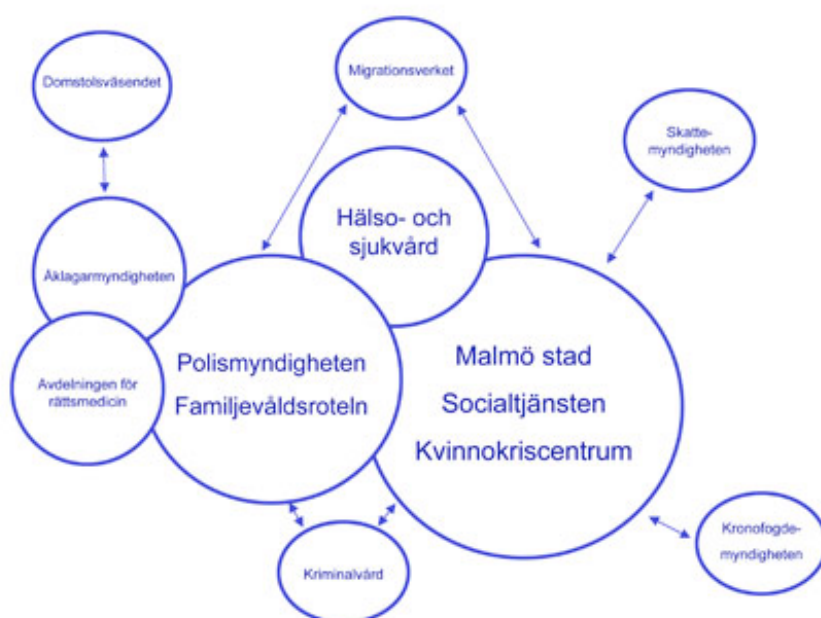 Domstolsväsendet
Migrationsverket
Skatte-
myndigheten
Hälso- och
sjukvård
Åklagarmyndigheten
Avdelningen för
rättsmedicin
Polismyndigheten
Familjevåldsroteln
Malmö stad
Socialtjänsten
Kvinnokriscentrum
Kriminalvård
Kronofogde-
myndigheten